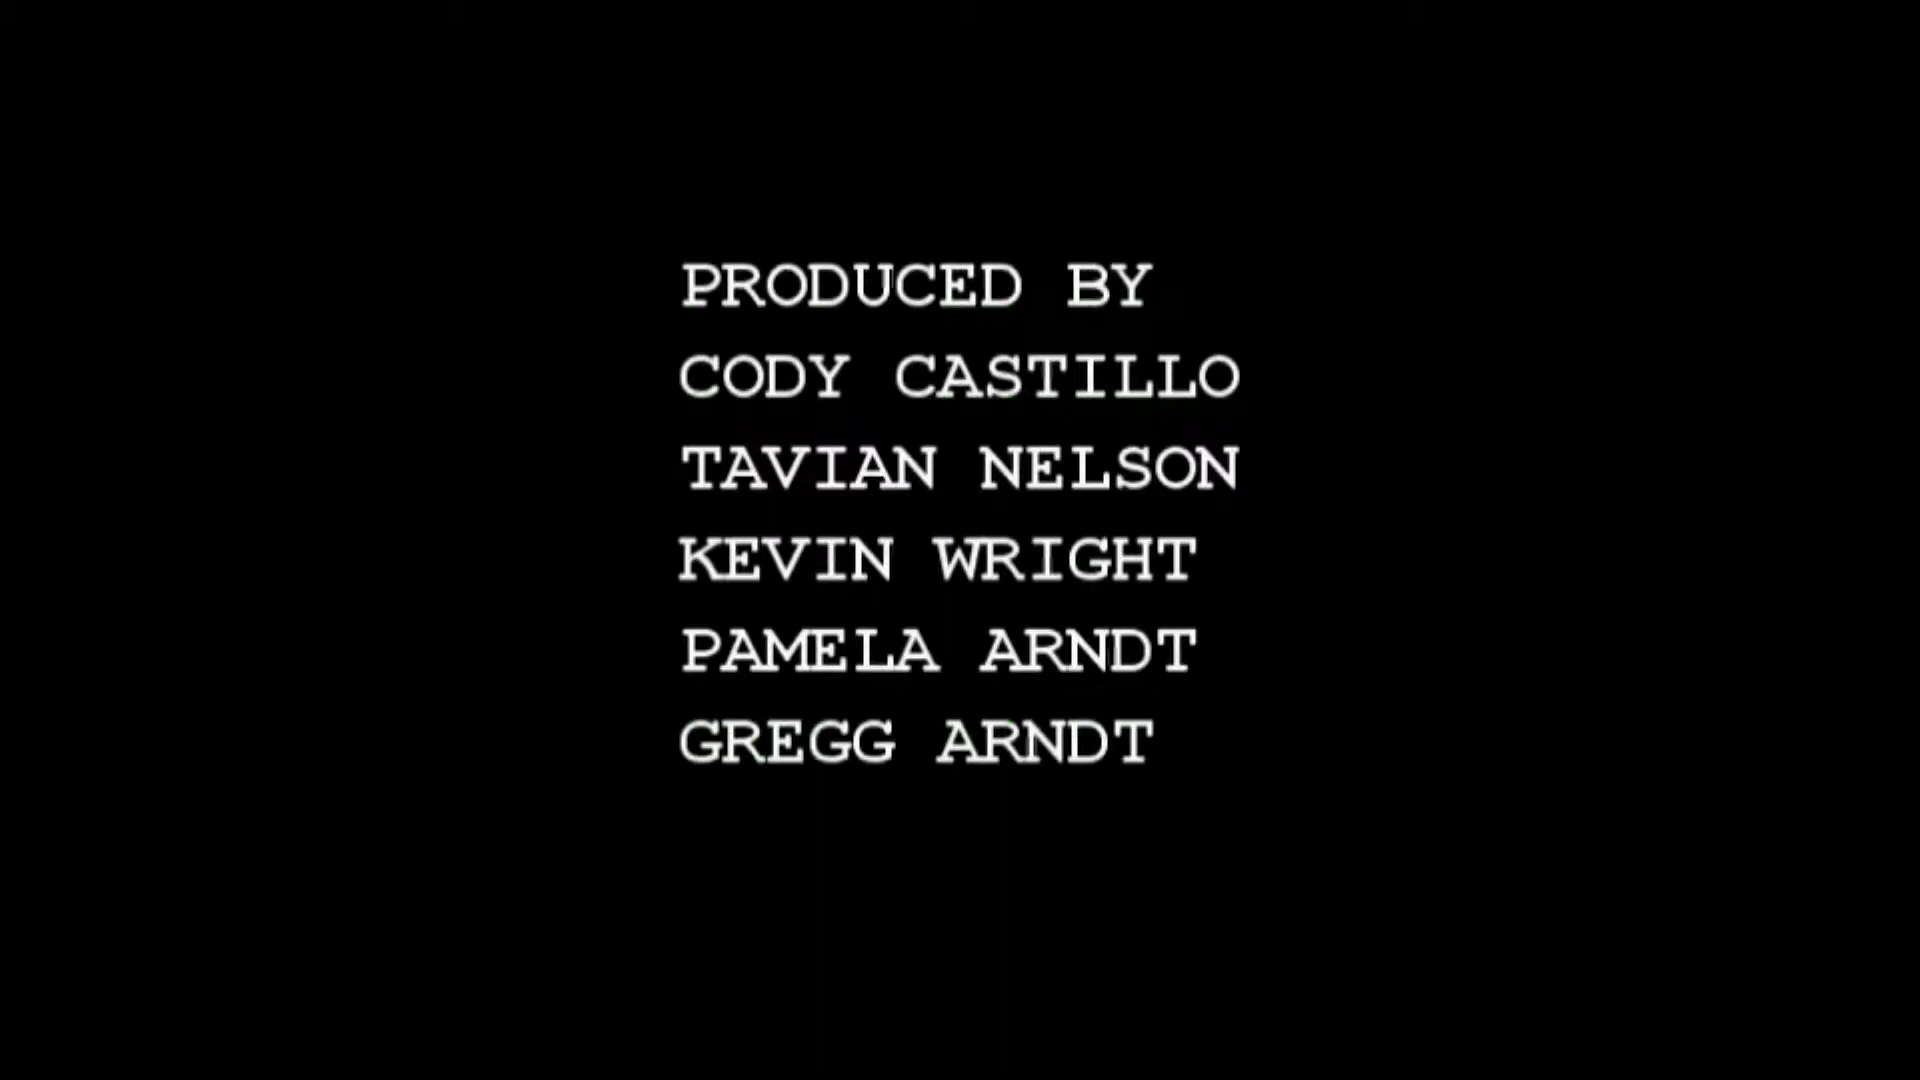 PRODUCED BY
CODY CASTILLO
TAVIAN NELSON
KEVIN WRIGHT
PAMELA ARNDT
GREGG ARNDT